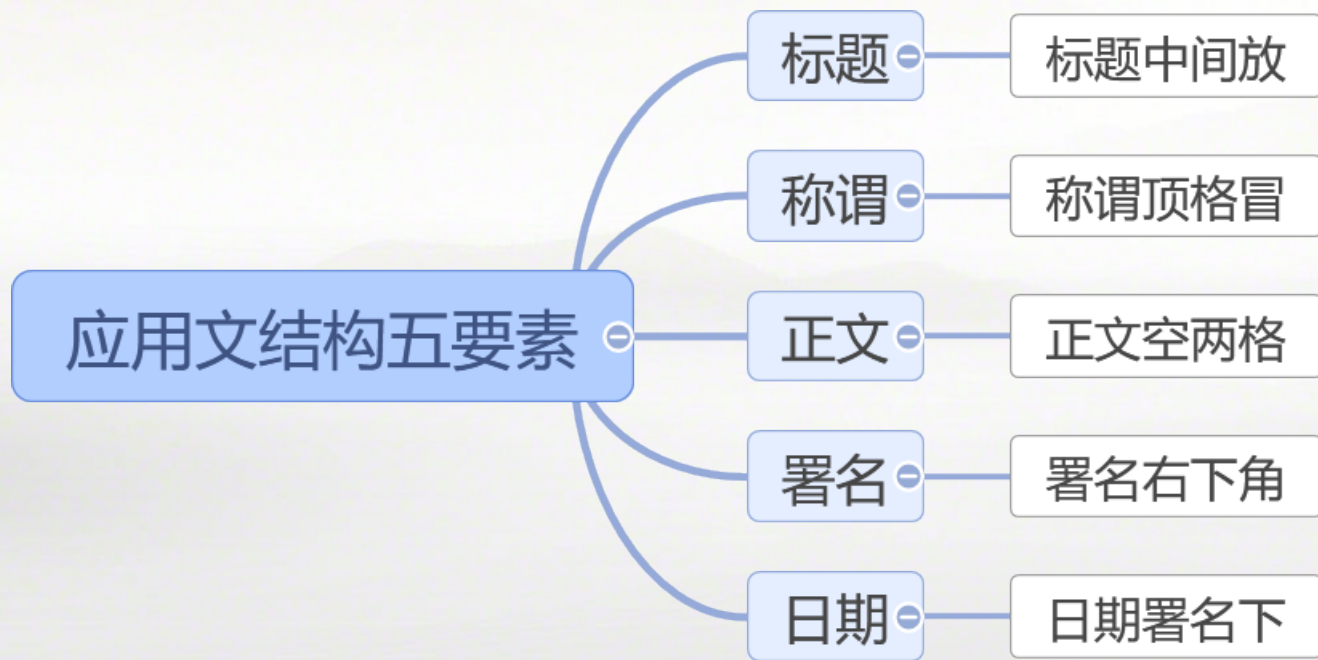 标题
标题中间放
称谓
称谓顶格冒
应用文结构五要素
正文
正文空两格
署名
署名右下角
日期
日期署名下